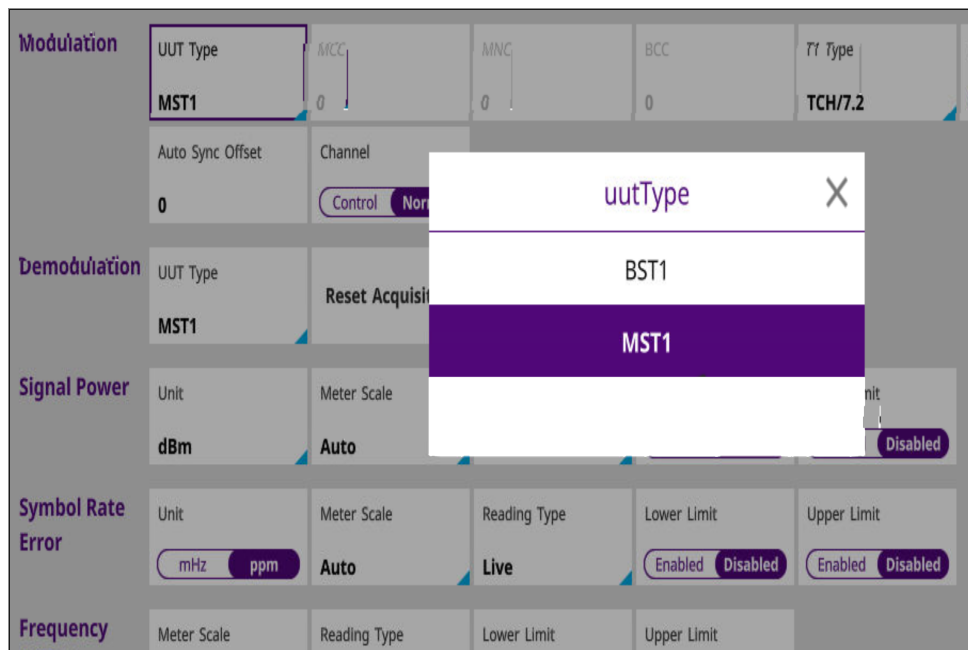 Modulation
UUT Type
MCC
MNC
BCC
T1 Type
MST1
0
0
0
TCH/7.2
Auto Sync Offset
Channel
0
Control
uutType
BST1
MST1
Demodulation
UUT Type
MST1
Signal Power
Unit
Meter Scale
dBm
Auto
Disabled
Symbol Rate
Error
Unit
Meter Scale
Reading Type
Lower Limit
Upper Limit
mHz ppm
Auto
Live
Enabled Disabled
Enabled Disabled
Frequency
Meter Scale
Reading Type
Lower Limit
Upper Limit
Reset